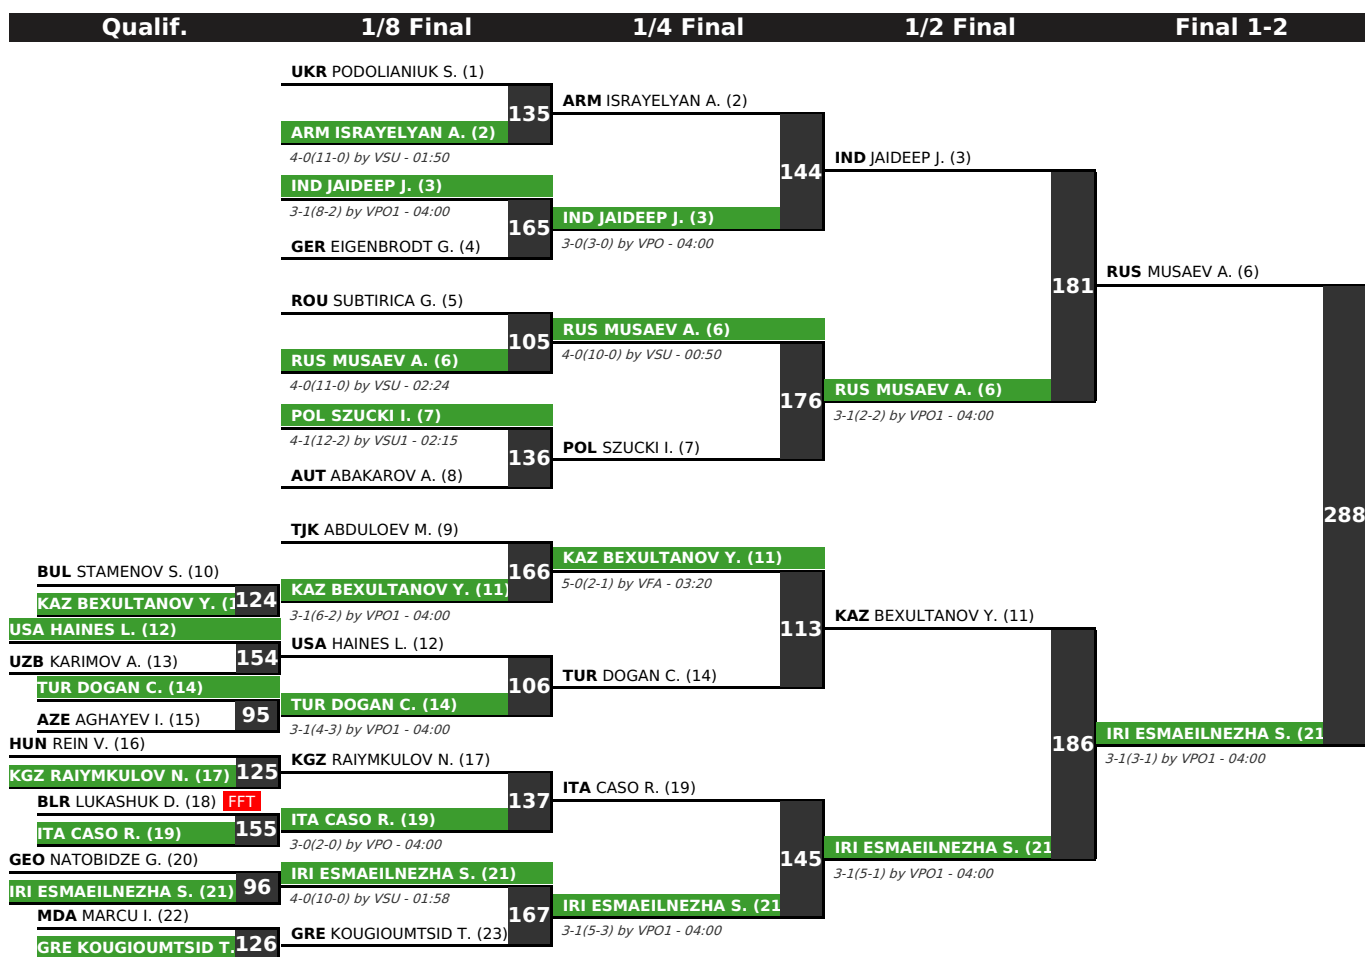 Qualif. 1/8 Final 1/4 Final 1/2 Final Final 1-2
UKR PODOLIANIUK S. (1)
135
ARM ISRAYELYAN A. (2)
4-0(11-0) by VSU - 01:50
IND JAIDEEP J. (3)
3-1(8-2) by VPO1 - 04:00
165
GER EIGENBRODT G. (4)
ROU SUBTIRICA G. (5)
105
RUS MUSAEV A. (6)
4-0(11-0) by VSU - 02:24
POL SZUCKI I. (7)
4-1(12-2) by VSU1 - 02:15
136
AUT ABAKAROV A. (8)
TJK ABDULOEV M. (9)
166
KAZ BEXULTANOV Y. (11)
3-1(6-2) by VPO1 - 04:00
USA HAINES L. (12)
106
TUR DOGAN C. (14)
3-1(4-3) by VPO1 - 04:00
KGZ RAIYMKULOV N. (17)
137
ITA CASO R. (19)
3-0(2-0) by VPO - 04:00
IRI ESMAEILNEZHA S. (21)
4-0(10-0) by VSU - 01:58
167
GRE KOUGIOUMTSID T. (23)
BUL STAMENOV S. (10)
124
KAZ BEXULTANOV Y. (1
USA HAINES L. (12)
154
UZB KARIMOV A. (13)
TUR DOGAN C. (14)
95
AZE AGHAYEV I. (15)
HUN REIN V. (16)
125
KGZ RAIYMKULOV N. (17)
BLR LUKASHUK D. (18) FFT
155
ITA CASO R. (19)
GEO NATOBIDZE G. (20)
96
IRI ESMAEILNEZHA S. (21)
MDA MARCU I. (22)
126
GRE KOUGIOUMTSID T.
ARM ISRAYELYAN A. (2)
144
IND JAIDEEP J. (3)
3-0(3-0) by VPO - 04:00
RUS MUSAEV A. (6)
4-0(10-0) by VSU - 00:50
176
POL SZUCKI I. (7)
KAZ BEXULTANOV Y. (11)
5-0(2-1) by VFA - 03:20
113
TUR DOGAN C. (14)
ITA CASO R. (19)
145
IRI ESMAEILNEZHA S. (21
3-1(5-3) by VPO1 - 04:00
IND JAIDEEP J. (3)
181
RUS MUSAEV A. (6)
3-1(2-2) by VPO1 - 04:00
KAZ BEXULTANOV Y. (11)
186
IRI ESMAEILNEZHA S. (21
3-1(5-1) by VPO1 - 04:00
RUS MUSAEV A. (6)
288
IRI ESMAEILNEZHA S. (21
3-1(3-1) by VPO1 - 04:00